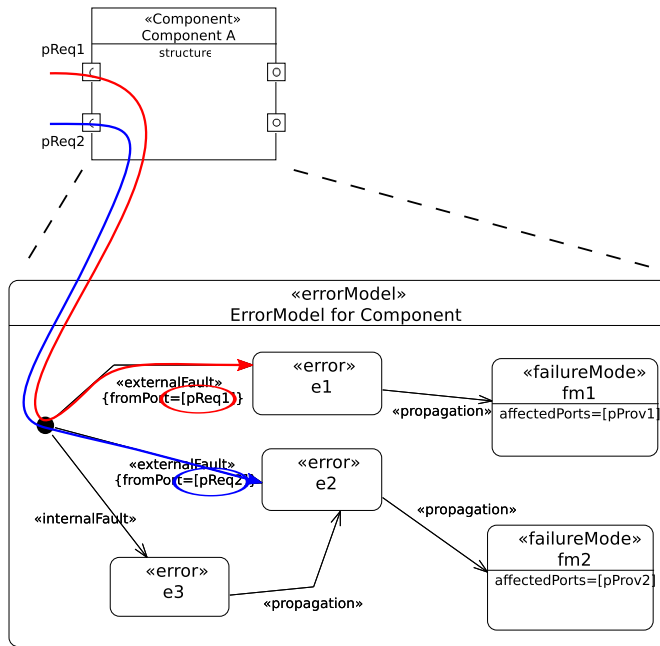 «Component»
Component A
structure
pReq1
pReq2
«errorModel»
ErrorModel for Component
«error»
e1
«externalFault»
{fromPort=[pReq1]}
«propagation»
«failureMode»
fm1
affectedPorts=[pProv1]
«externalFault»
{fromPort=[pReq2]}
«error»
e2
«internalFault»
«propagation»
«failureMode»
fm2
affectedPorts=[pProv2]
«error»
e3
«propagation»